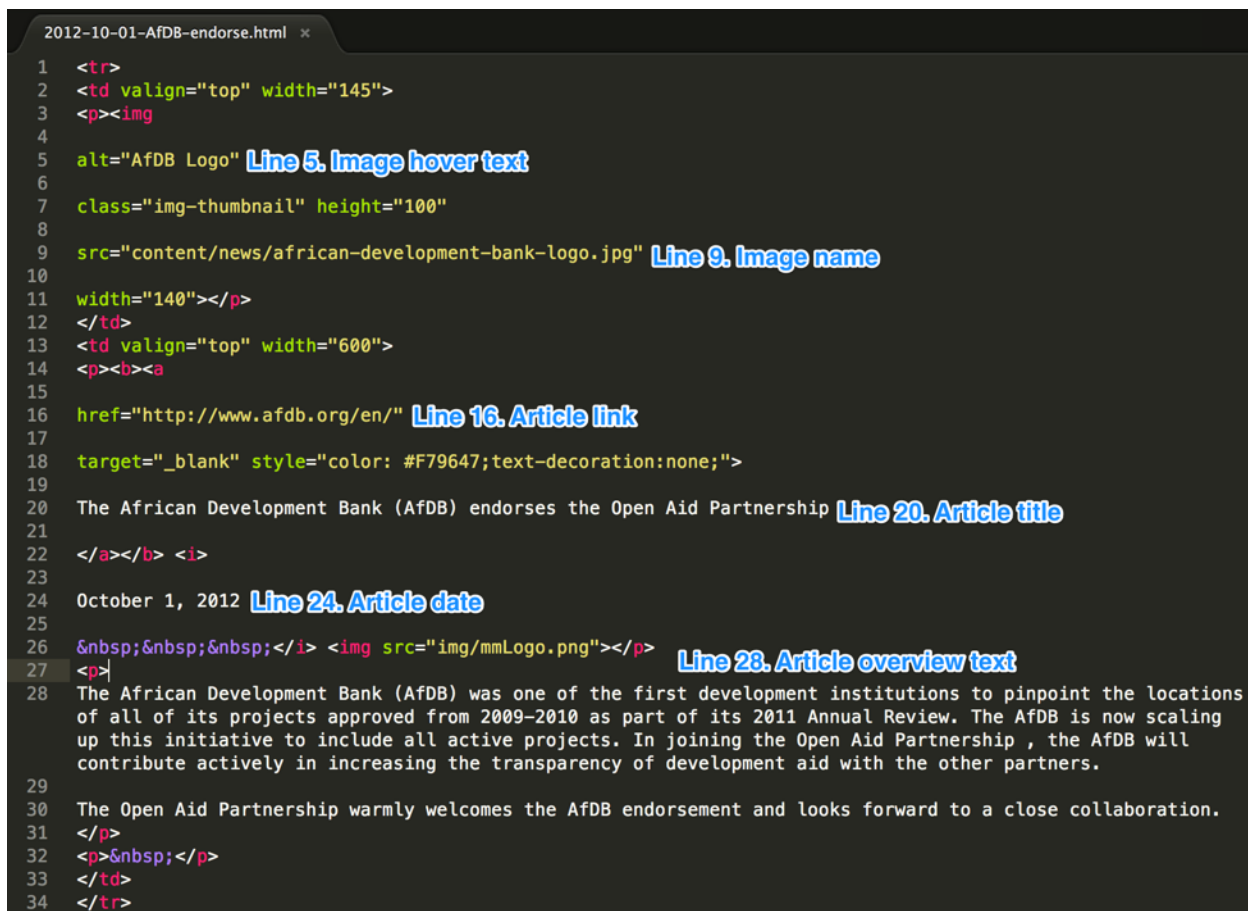 2012-10-01-AfDB-endorse.html ×
1 <tr>
2 <td valign="top" width="145">
3 <p><img
4
5 alt="AfDB Logo" Line 5. Image hover text
6
7 class="img-thumbnail" height="100"
8
9 src="content/news/african-development-bank-logo.jpg" Line 9. Image name
10
11 width="140"></p>
12 </td>
13 <td valign="top" width="600">
14 <p><b><a
15
16 href="http://www.afdb.org/en/" Line 16. Article link
17
18 target="_blank" style="color: #F79647;text-decoration:none;">
19
20 The African Development Bank (AfDB) endorses the Open Aid Partnership Line 20. Article title
21
22 </a></b> <i>
23
24 October 1, 2012 Line 24. Article date
25
26 &nbsp;&nbsp;&nbsp;</i> <img src="img/mmLogo.png"></p>
Line 28. Article overview text
27 <p>
28 The African Development Bank (AfDB) was one of the first development institutions to pinpoint the locations
of all of its projects approved from 2009-2010 as part of its 2011 Annual Review. The AfDB is now scaling
up this initiative to include all active projects. In joining the Open Aid Partnership , the AfDB will
contribute actively in increasing the transparency of development aid with the other partners.
29
30 The Open Aid Partnership warmly welcomes the AfDB endorsement and looks forward to a close collaboration.
31 </p>
32 <p>&nbsp;</p>
33 </td>
34 </tr>